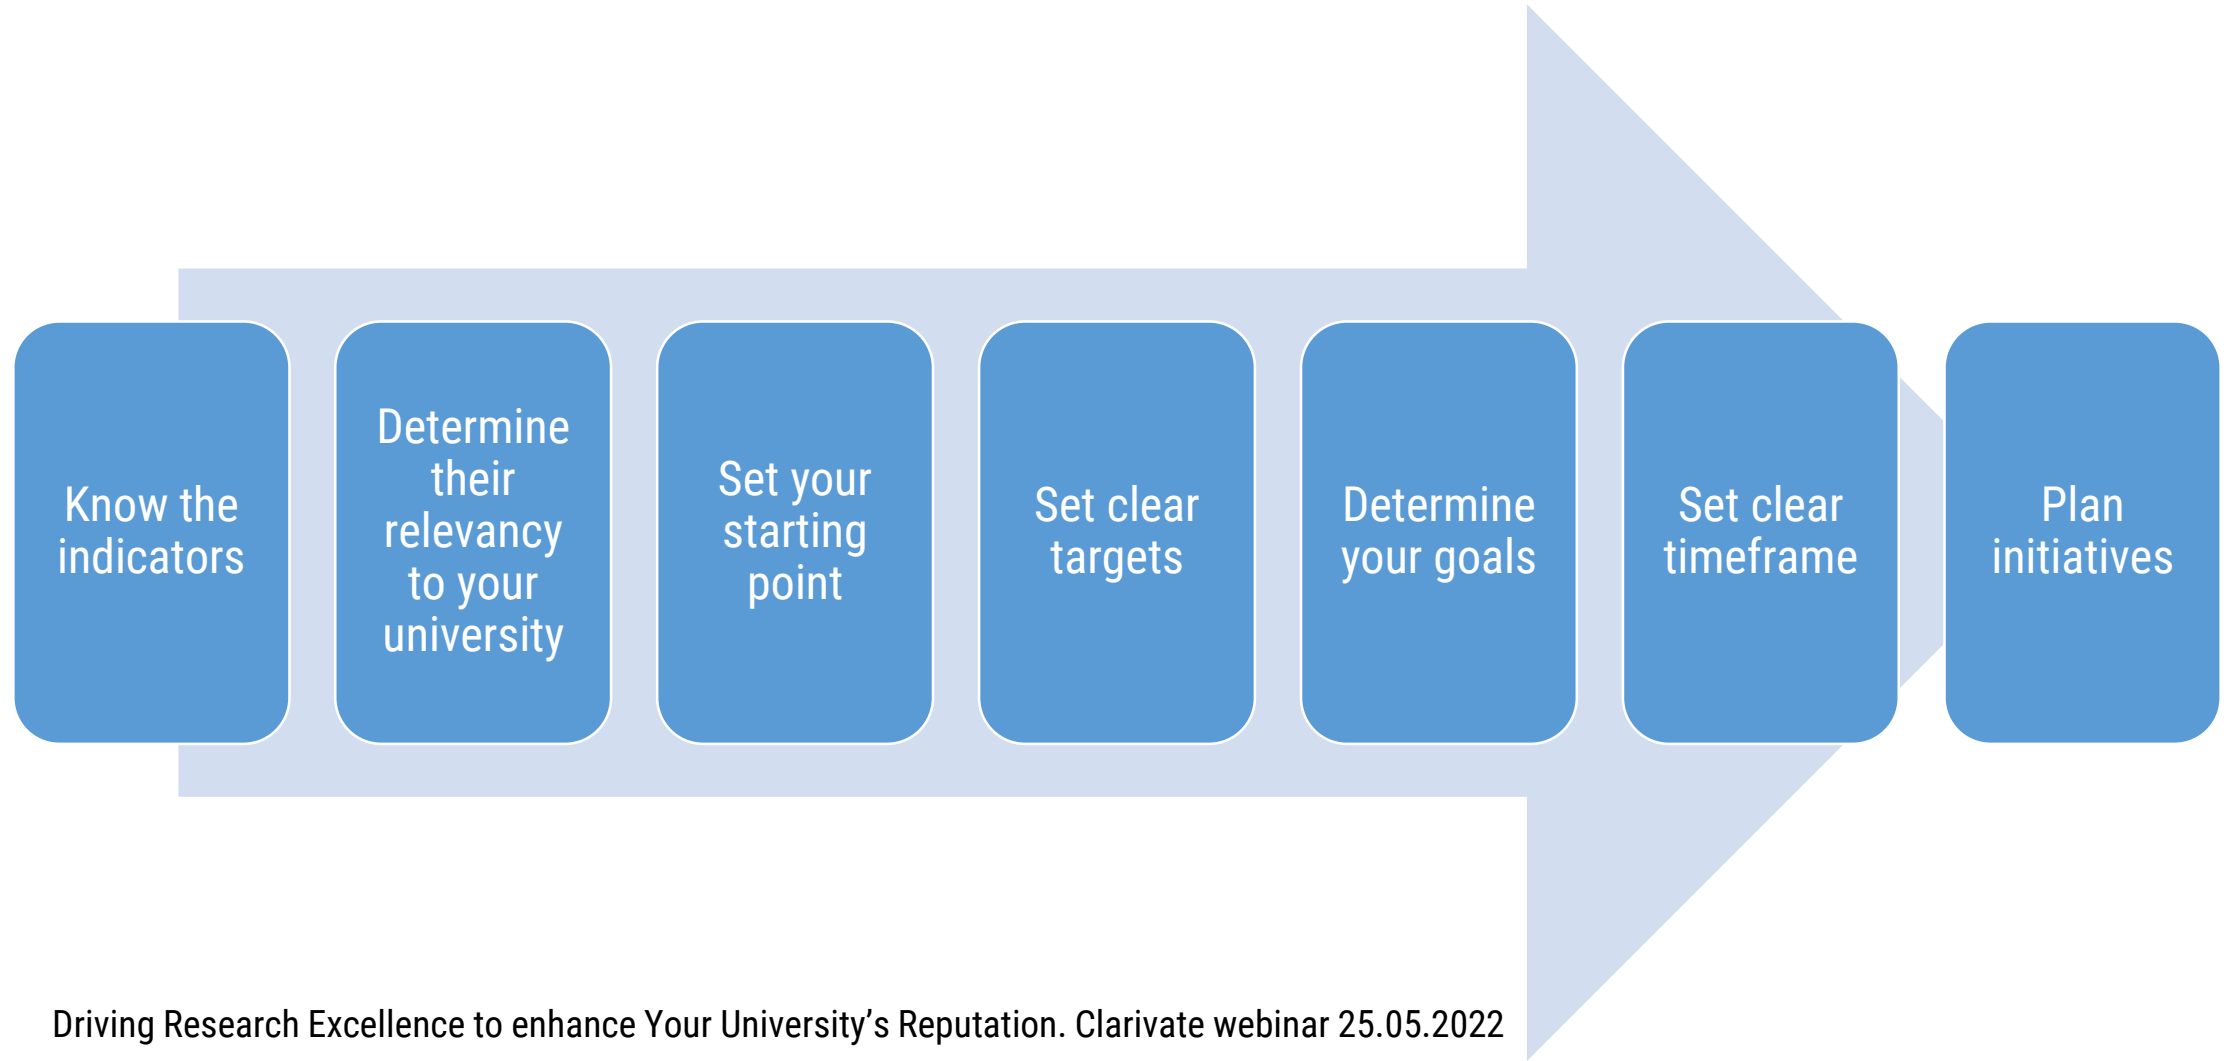 Know the
indicators
Determine
their
relevancy
to your
university
Set your
starting
point
Set clear
targets
Determine
your goals
Set clear
timeframe
Plan
initiatives
Driving Research Excellence to enhance Your University’s Reputation. Clarivate webinar 25.05.2022